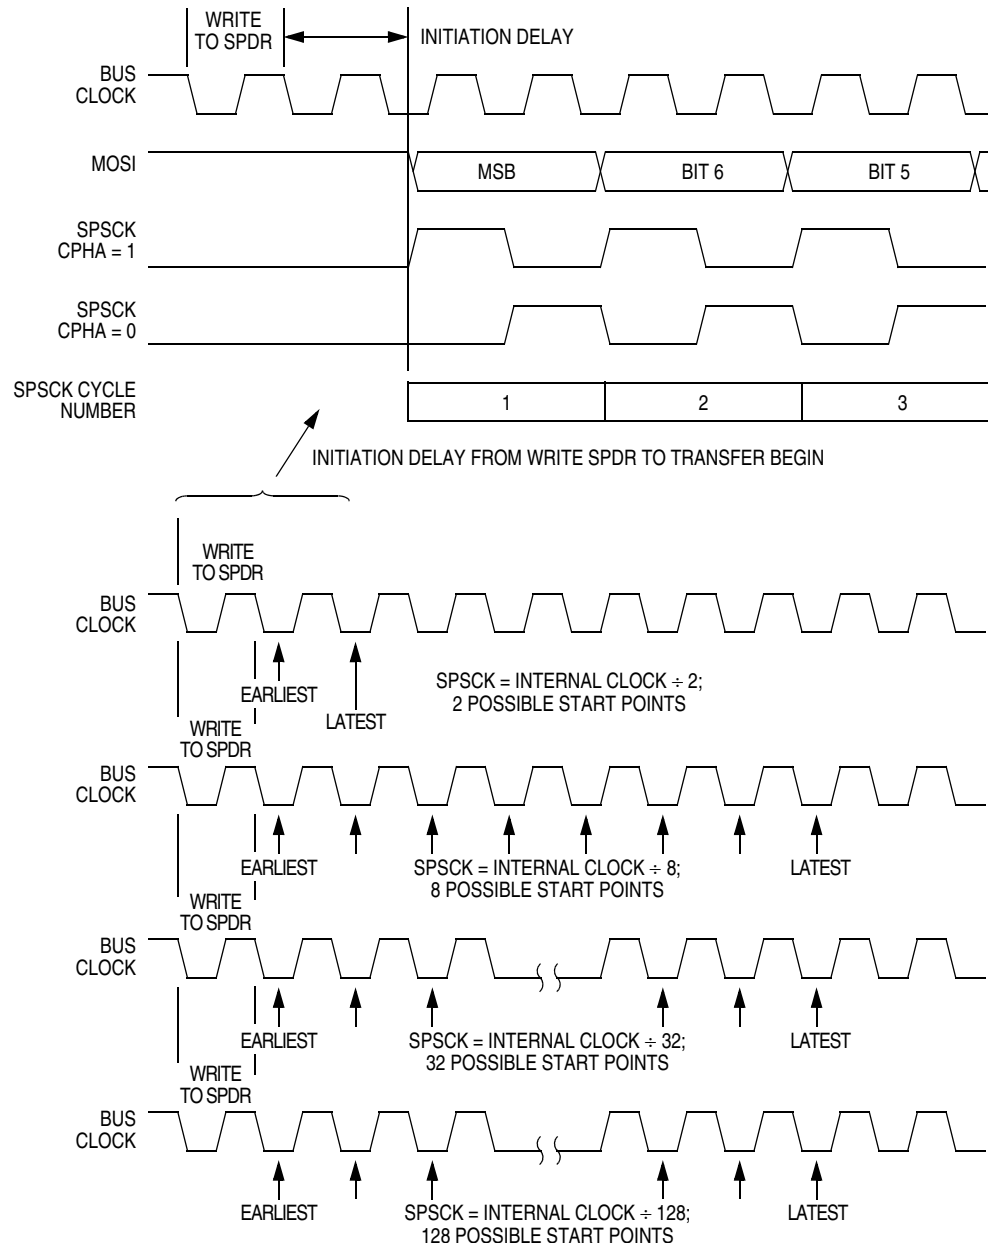 WRITE
TO SPDR
INITIATION DELAY
BUS
CLOCK
MOSI
MSB
BIT 6
BIT 5
SPSCK
CPHA = 1
SPSCK
CPHA = 0
SPSCK CYCLE
NUMBER
1
2
3
INITIATION DELAY FROM WRITE SPDR TO TRANSFER BEGIN
WRITE
TO SPDR
BUS
CLOCK
EARLIEST
LATEST
SPSCK = INTERNAL CLOCK ÷ 2;
2 POSSIBLE START POINTS
WRITE
TO SPDR
BUS
CLOCK
EARLIEST
SPSCK = INTERNAL CLOCK ÷ 8;
8 POSSIBLE START POINTS
LATEST
WRITE
TO SPDR
BUS
CLOCK
EARLIEST
SPSCK = INTERNAL CLOCK ÷ 32;
32 POSSIBLE START POINTS
LATEST
WRITE
TO SPDR
BUS
CLOCK
EARLIEST
SPSCK = INTERNAL CLOCK ÷ 128;
128 POSSIBLE START POINTS
LATEST